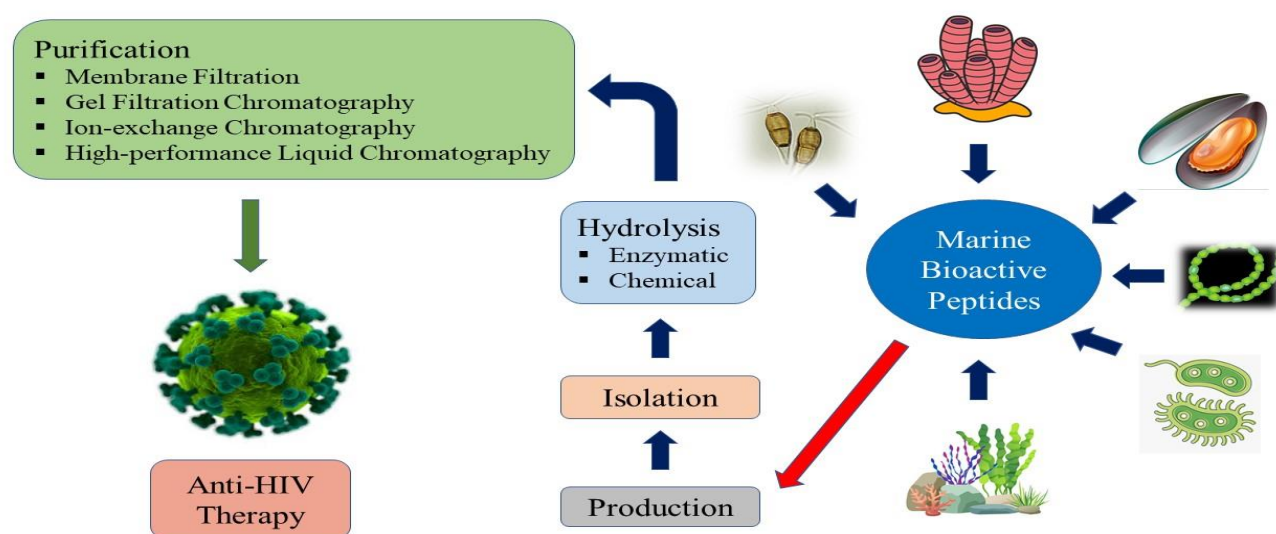 Purification
▪ Membrane Filtration
▪ Gel Filtration Chromatography
▪ Ion-exchange Chromatography
▪ High-performance Liquid Chromatography
Hydrolysis
▪ Enzymatic
▪ Chemical
Marine
Bioactive
Peptides
Isolation
Production
Anti-HIV
Therapy